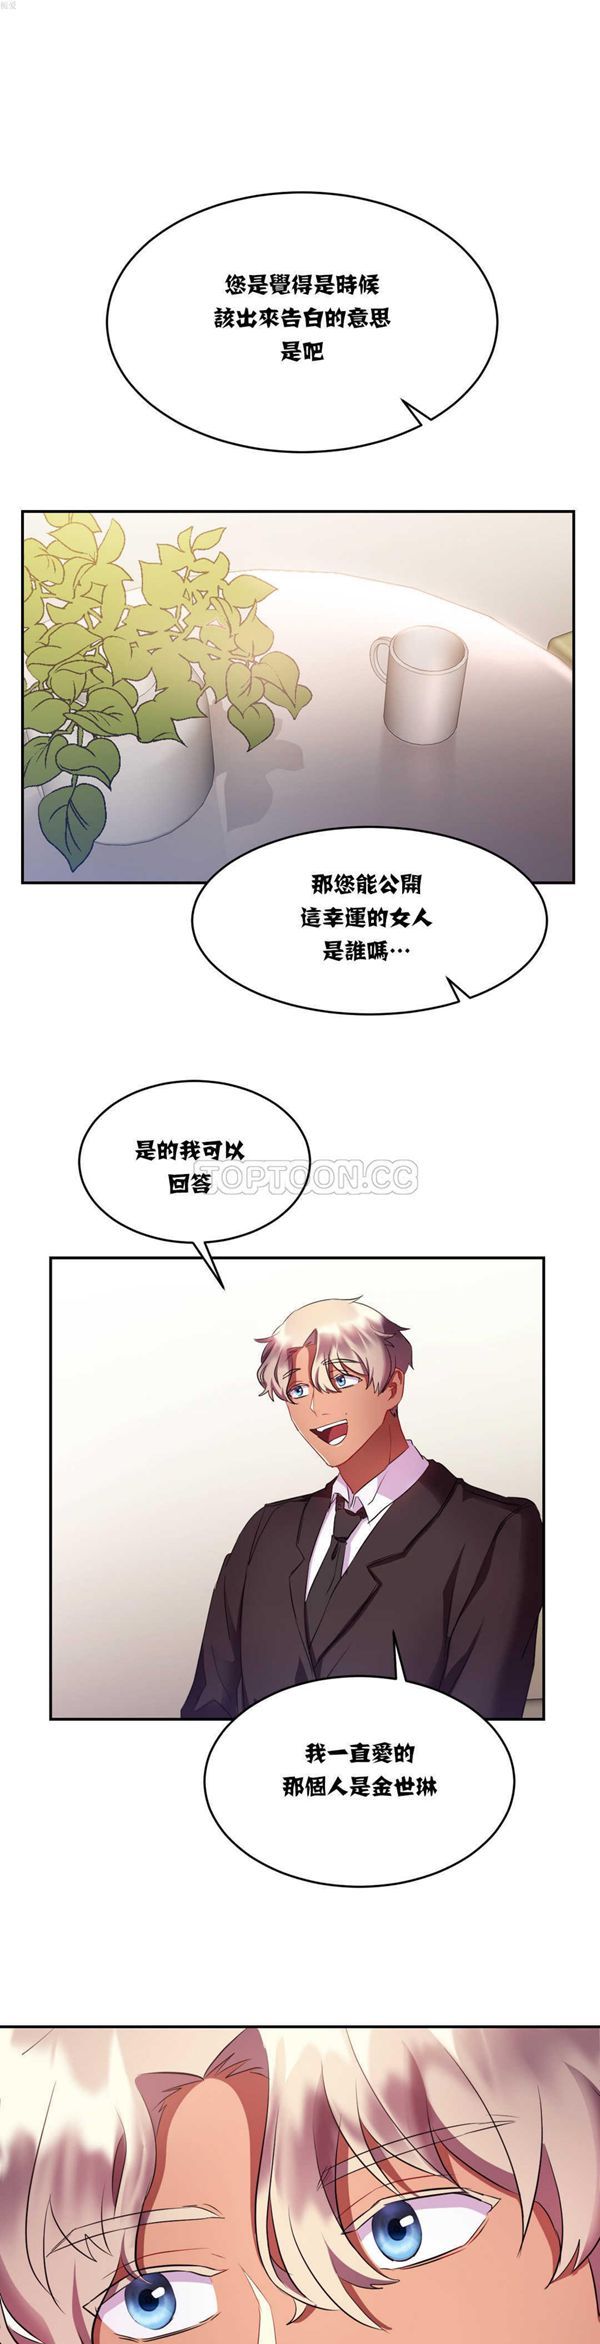 您是覺得是時候
該出來告白的意思
是吧
那您能公開
這幸運的女人
是誰嗎…
是的我可以
回答
TOPTOON.CC
我一直愛的
那個人是金世琳